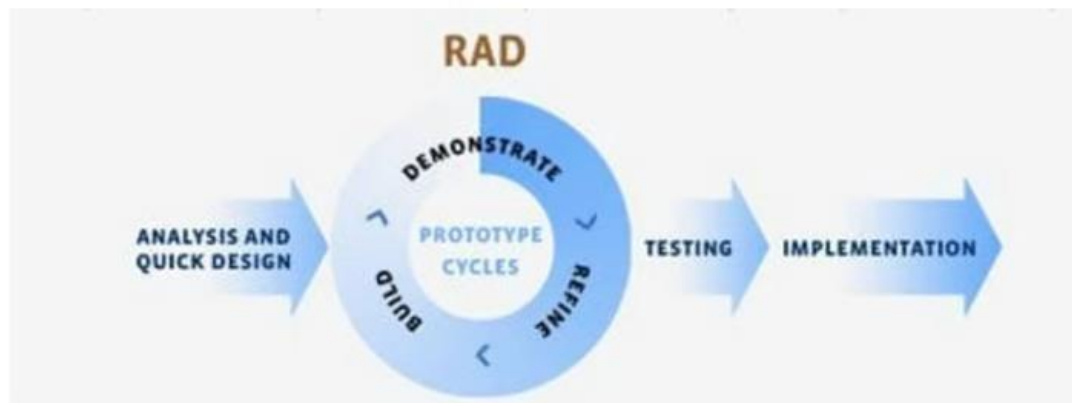 RAD
ANALYSIS AND
QUICK DESIGN
DEMONSTRATE
REFINE
BUILD
PROTOTYPE
CYCLES
TESTING
IMPLEMENTATION